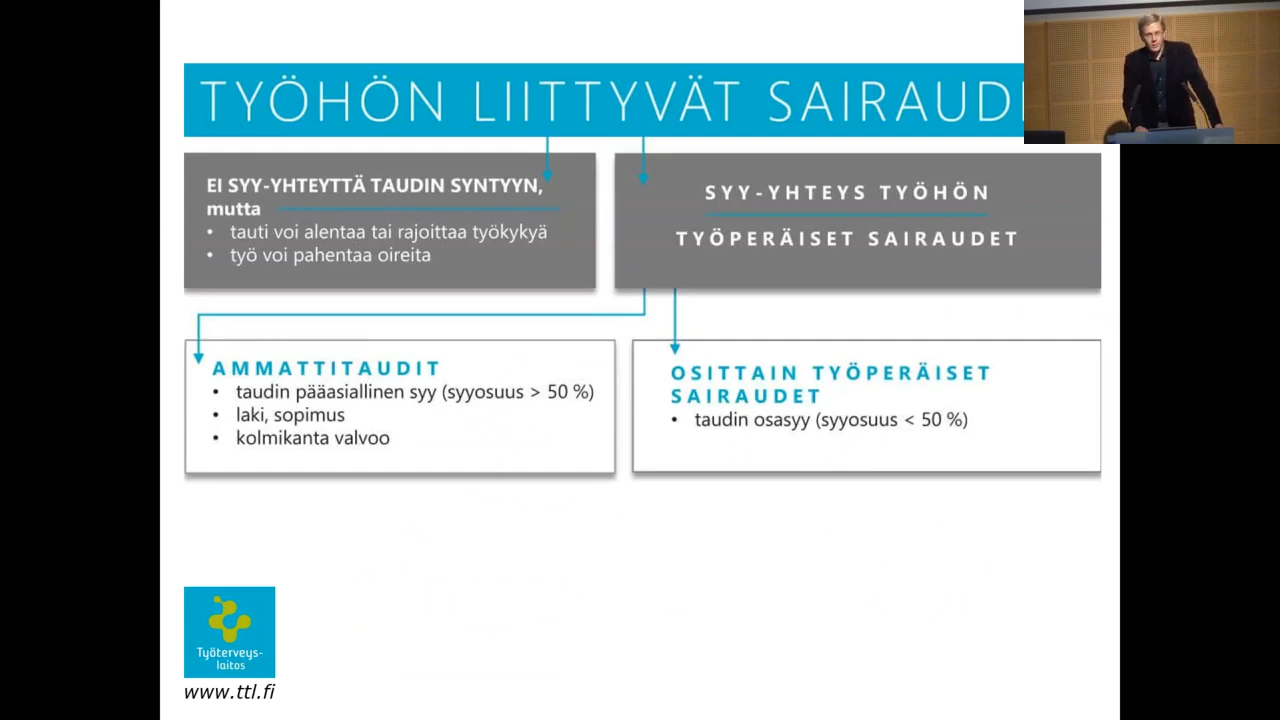 TYÖHÖN LIITTYVÄT SAIRAUD
EI SYY-YHTEYTTÄ TAUDIN SYNTYYN,
mutta
• tauti voi alentaa tai rajoittaa työkykyä
• työ voi pahentaa oireita
SYY-YHTEYS TYÖHÖN
TYÖPERÄISET SAIRAUDET
AMMATTITAUDIT
• taudin pääasiallinen syy (syyosuus > 50 %)
• laki, sopimus
• kolmikanta valvoo
OSITTAIN TYÖPERÄISET
SAIRAUDET
• taudin osasyy (syyosuus < 50 %)
Työterveys-
laitos
www.ttl.fi